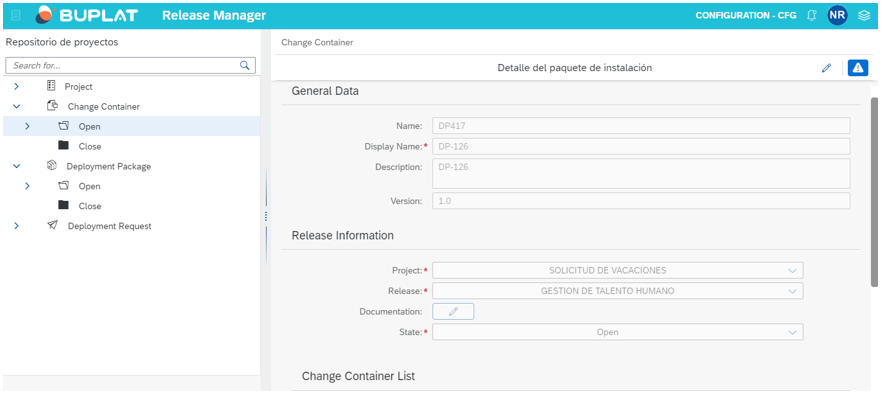 BUPLAT Release Manager CONFIGURATION - CFG NR
Repositorio de proyectos
Search for...
Project
Change Container
Open
Close
Deployment Package
Open
Close
Deployment Request
Change Container
Detalle del paquete de instalación
General Data
Name: DP417
Display Name:* DP-126
Description: DP-126
Version: 1.0
Release Information
Project:* SOLICITUD DE VACACIONES
Release:* GESTION DE TALENTO HUMANO
Documentation:
State:* Open
Change Container List